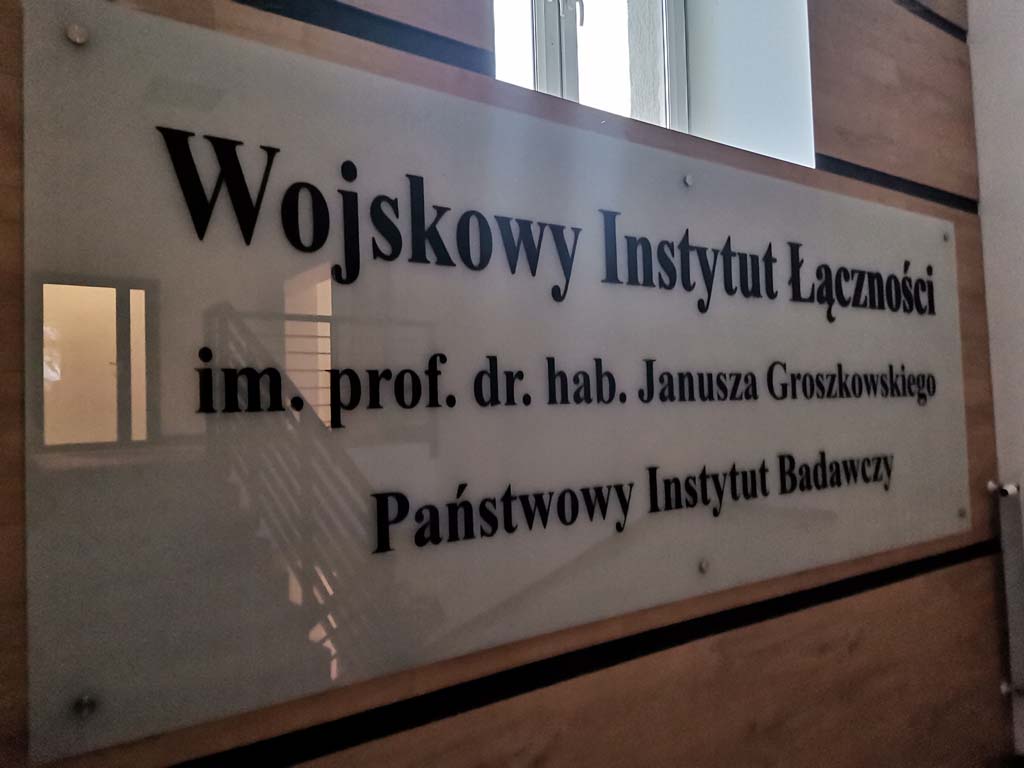 Wojskowy Instytut Łączności
im. prof. dr. hab. Janusza Groszkowskiego
Państwowy Instytut Badawczy